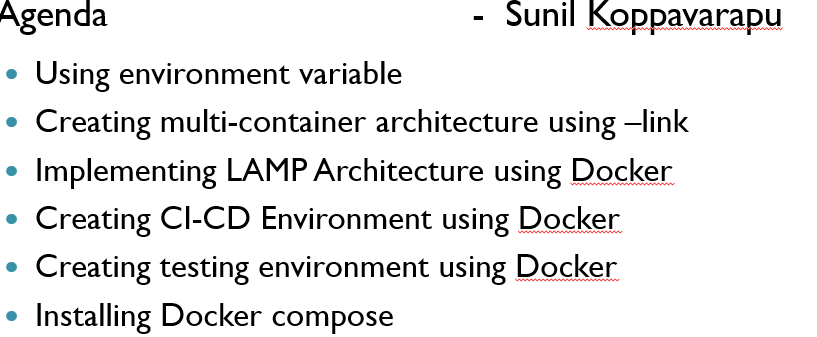 Agenda - Sunil Koppavarapu
Using environment variable
Creating multi-container architecture using –link
Implementing LAMP Architecture using Docker
Creating CI-CD Environment using Docker
Creating testing environment using Docker
Installing Docker compose